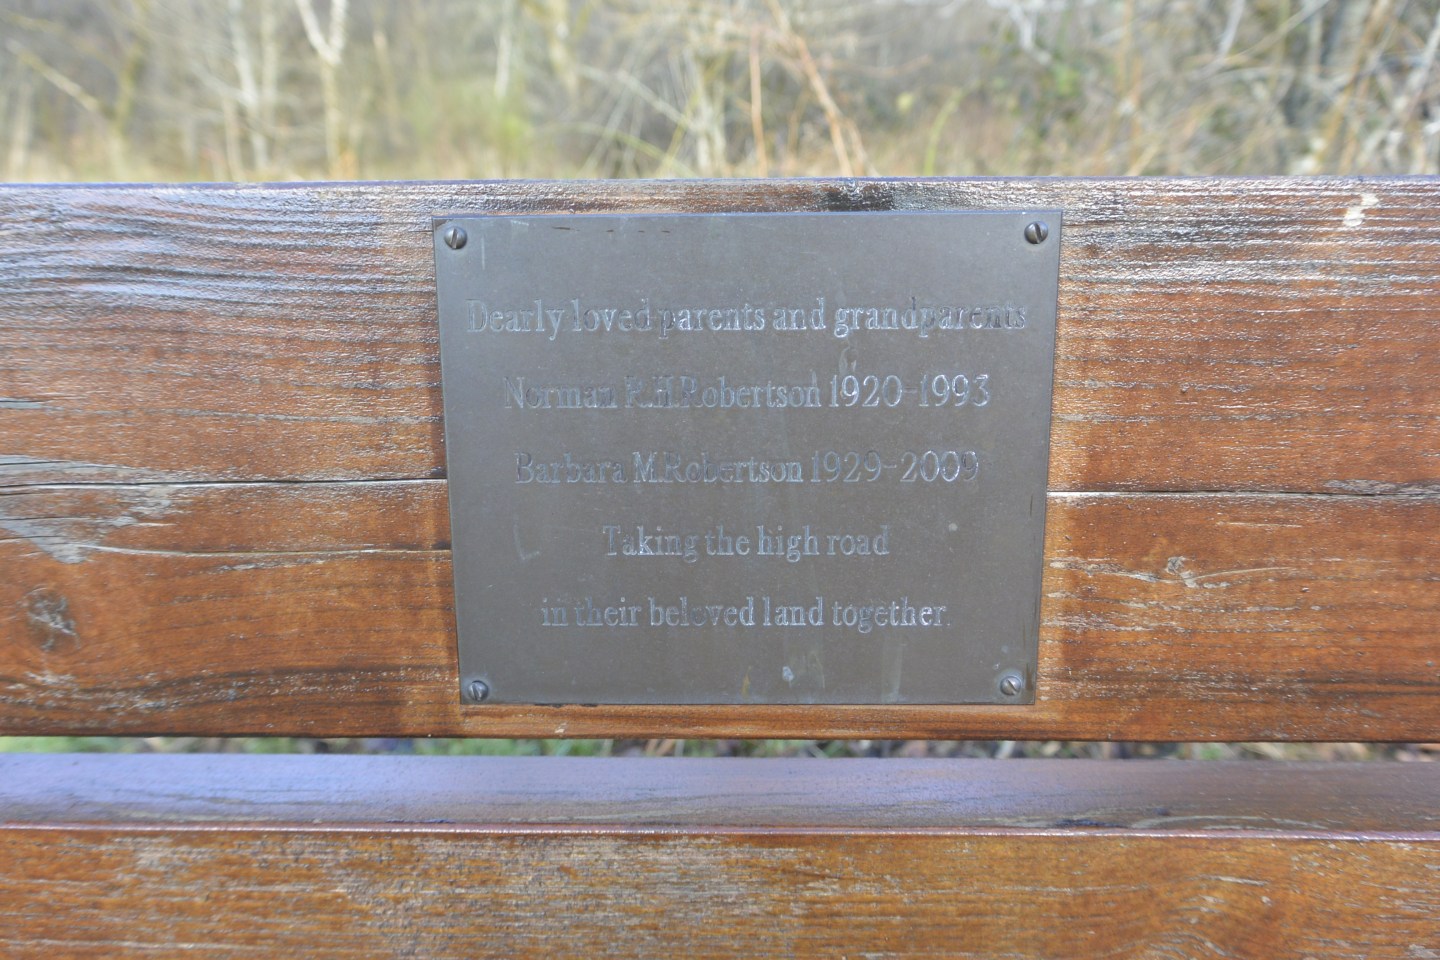 Dearly loved parents and grandparents
Norman R.H.Robertson 1920-1993
Barbara M.Robertson 1929-2009
Taking the high road
in their beloved land together.